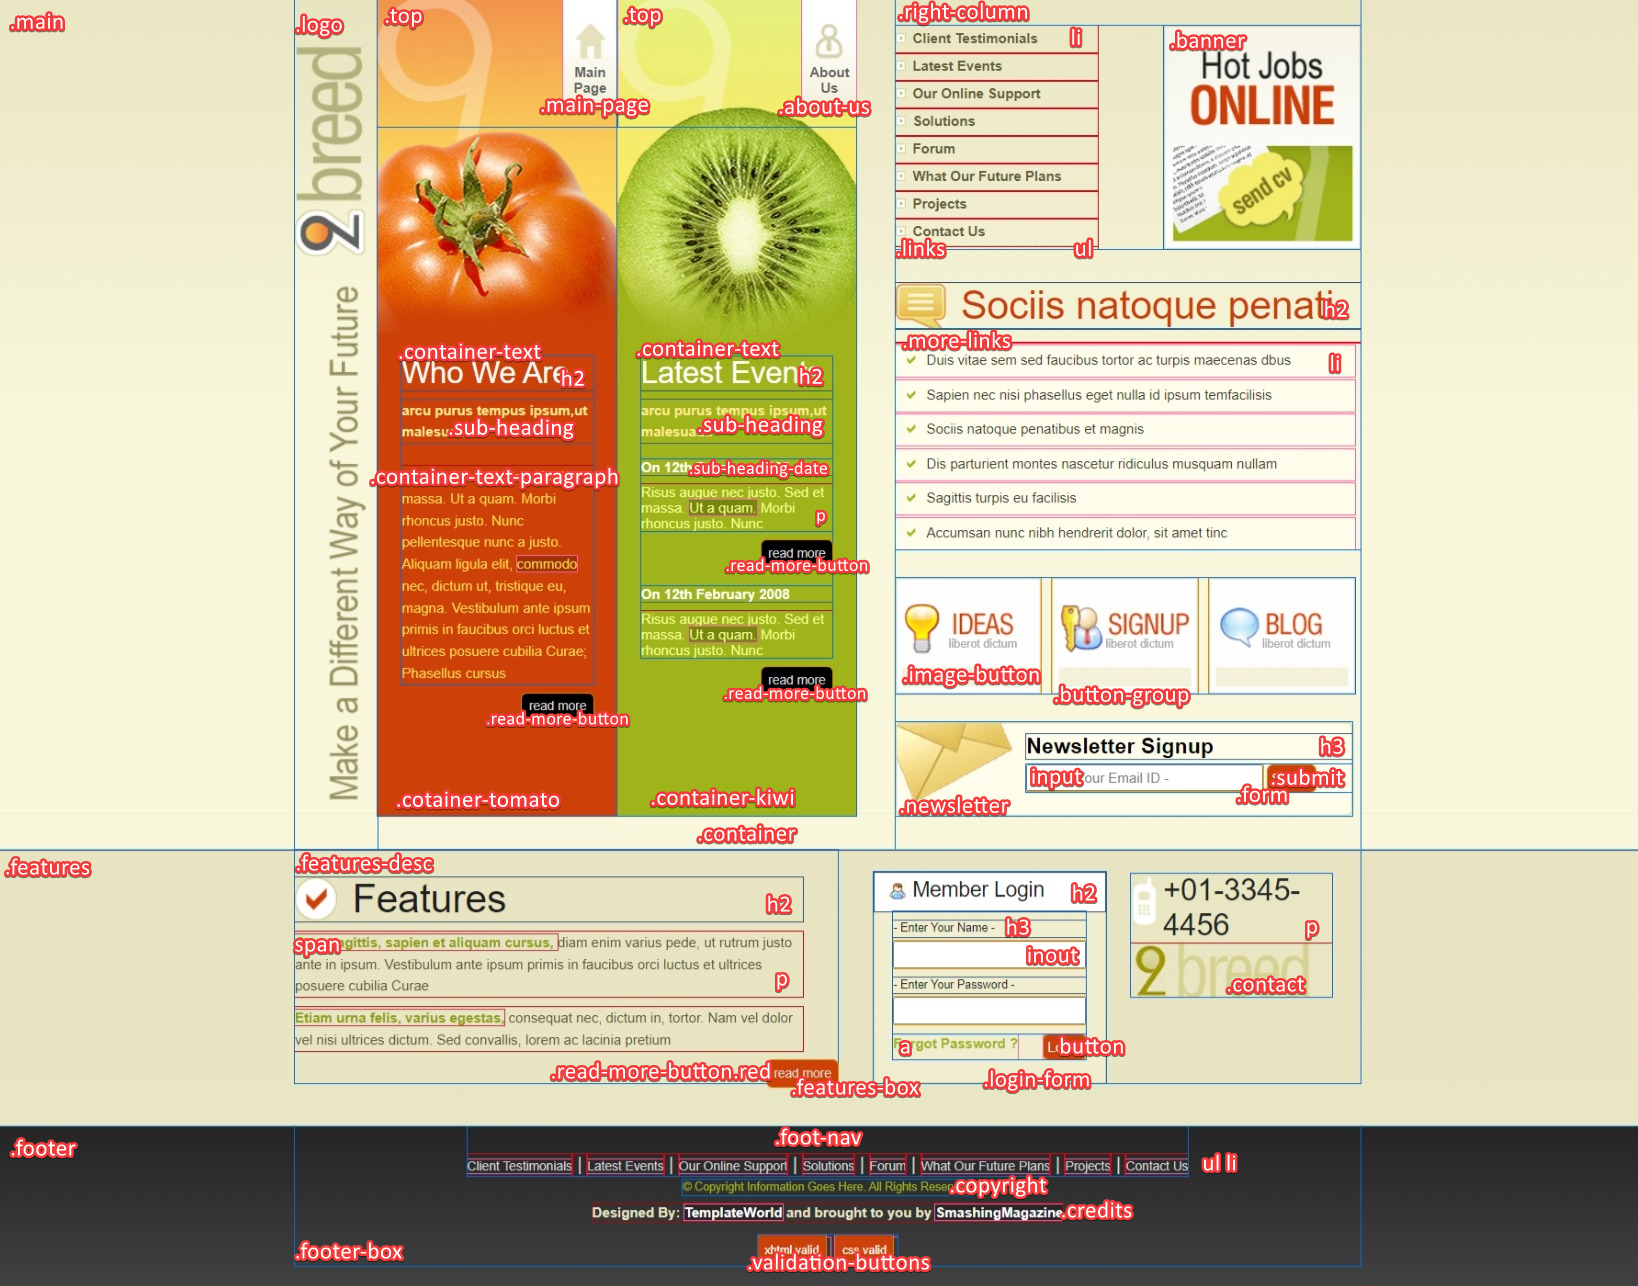 .main
.logo
2breed
Make a Different Way of Your Future
.top
Main
Page
.main-page
.top
About
Us
.about-us
.container-text
Who We Are
h2
arcu purus tempus ipsum,ut
.sub-heading
.container-text-paragraph
massa. Ut a quam. Morbi
rhoncus justo. Nunc
pellentesque nunc a justo.
Aliquam ligula elit, commodo
nec, dictum ut, tristique eu,
magna. Vestibulum ante ipsum
primis in faucibus orci luctus et
ultrices posuere cubilia Curae;
Phasellus cursus
read more
.read-more-button
.cotainer-tomato
.container-text
Latest Event
h2
arcu purus tempus ipsum,ut
.sub-heading
On 12th
.sub-heading-date
Risus augue nec justo. Sed et
massa. Ut a quam. Morbi
rhoncus justo. Nunc
p
read more
.read-more-button
On 12th February 2008
Risus augue nec justo. Sed et
massa. Ut a quam. Morbi
rhoncus justo. Nunc
read more
.read-more-button
.container-kiwi
.container
.right-column
Client Testimonials
li
Latest Events
Our Online Support
Solutions
Forum
What Our Future Plans
Projects
Contact Us
.links
ul
.banner
Hot Jobs
ONLINE
send cv
Sociis natoque penati
h2
.more-links
Duis vitae sem sed faucibus tortor ac turpis maecenas dbus
li
Sapien nec nisi phasellus eget nulla id ipsum temfacilisis
Sociis natoque penatibus et magnis
Dis parturient montes nascetur ridiculus musquam nullam
Sagittis turpis eu facilisis
Accumsan nunc nibh hendrerit dolor, sit amet tinc
IDEAS
liberot dictum
SIGNUP
liberot dictum
BLOG
liberot dictum
.image-button
.button-group
Newsletter Signup
h3
input
our Email ID -
.submit
.form
.newsletter
.features
.features-desc
Features
h2
span
agittis, sapien et aliquam cursus, diam enim varius pede, ut rutrum justo
ante in ipsum. Vestibulum ante ipsum primis in faucibus orci luctus et ultrices
posuere cubilia Curae
p
Etiam urna felis, varius egestas, consequat nec, dictum in, tortor. Nam vel dolor
vel nisi ultrices dictum. Sed convallis, lorem ac lacinia pretium
.read-more-button.red
read more
.features-box
Member Login
h2
- Enter Your Name -
h3
inout
- Enter Your Password -
a
rgot Password ?
button
.login-form
+01-3345-
4456
p
2breed
.contact
.footer
.foot-nav
Client Testimonials | Latest Events | Our Online Support | Solutions | Forum | What Our Future Plans | Projects | Contact Us
ul li
© Copyright Information Goes Here. All Rights Reser
.copyright
Designed By: TemplateWorld and brought to you by SmashingMagazine
.credits
.footer-box
xhtml valid
css valid
.validation-buttons